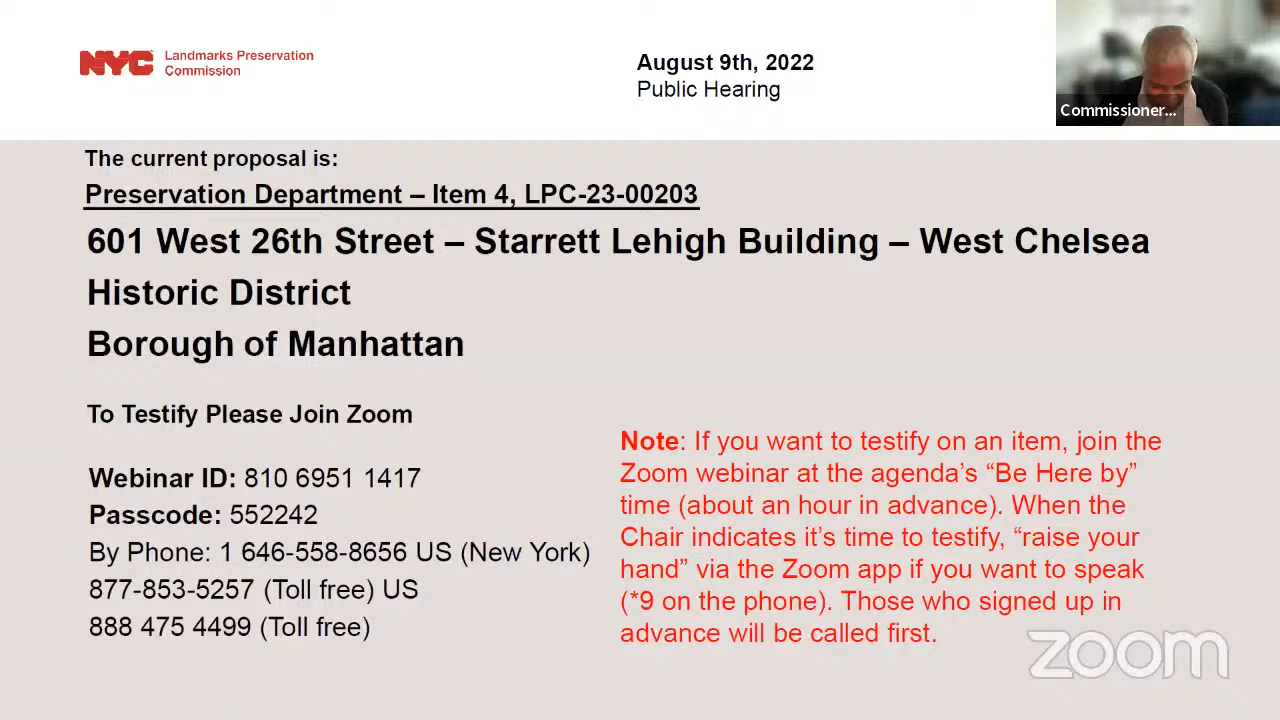 NYC Landmarks Preservation
Commission
August 9th, 2022
Public Hearing
Commissioner...
The current proposal is:
Preservation Department – Item 4, LPC-23-00203
601 West 26th Street – Starrett Lehigh Building – West Chelsea
Historic District
Borough of Manhattan
To Testify Please Join Zoom
Webinar ID: 810 6951 1417
Passcode: 552242
By Phone: 1 646-558-8656 US (New York)
877-853-5257 (Toll free) US
888 475 4499 (Toll free)
Note: If you want to testify on an item, join the
Zoom webinar at the agenda’s “Be Here by”
time (about an hour in advance). When the
Chair indicates it’s time to testify, “raise your
hand” via the Zoom app if you want to speak
(*9 on the phone). Those who signed up in
advance will be called first.
zoom